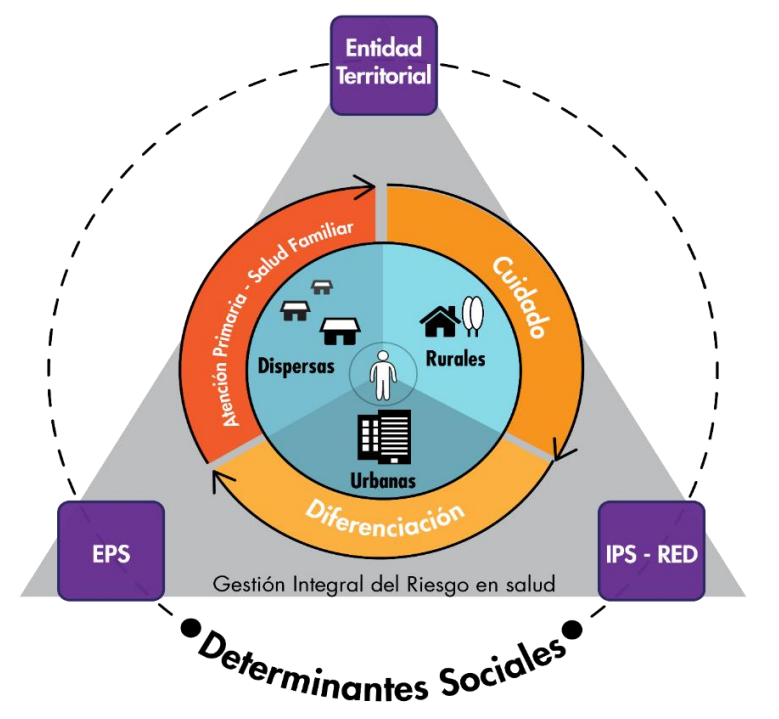 Entidad
Territorial
Atención Primaria - Salud Familiar
Cuidado
Dispersas
Rurales
Urbanas
Diferenciación
EPS
IPS - RED
Gestión Integral del Riesgo en salud
Determinantes Sociales